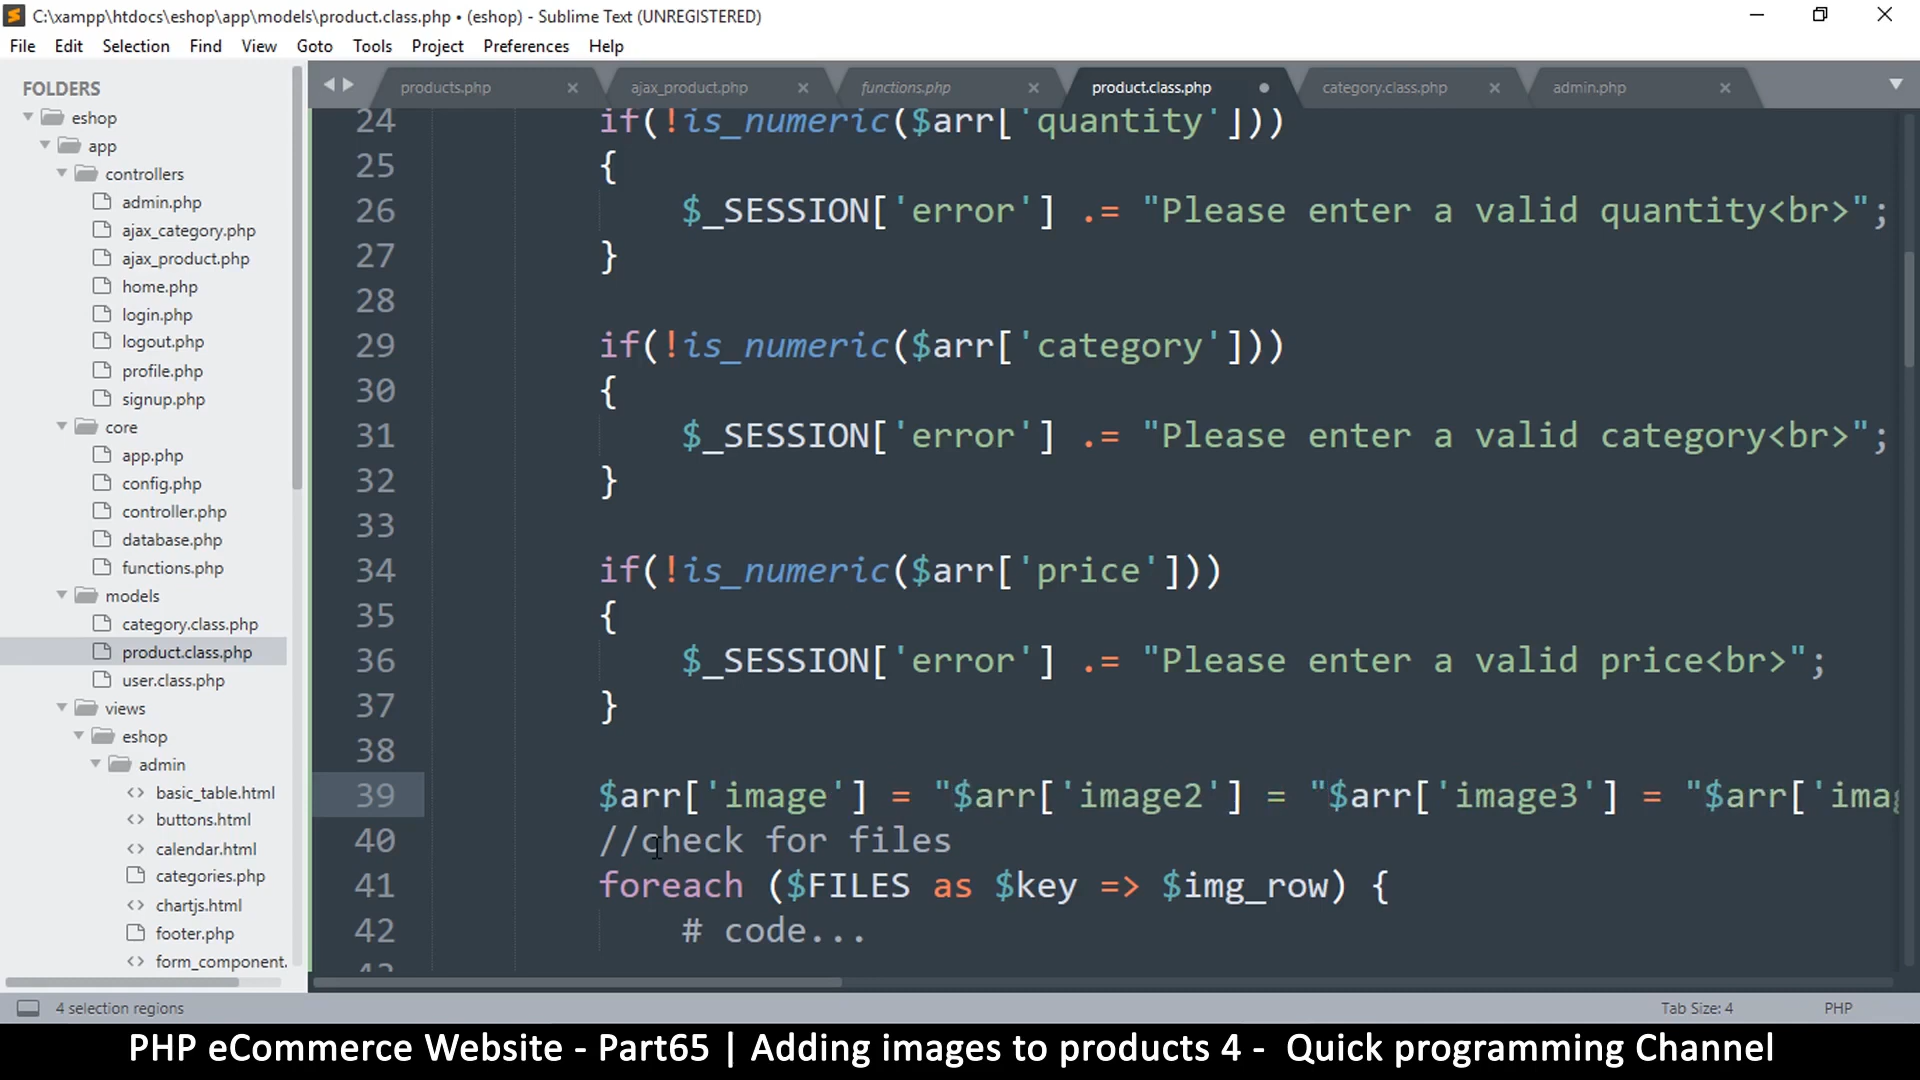 C:\xampp\htdocs\eshop\app\models\product.class.php • (eshop) - Sublime Text (UNREGISTERED)
File Edit Selection Find View Goto Tools Project Preferences Help
FOLDERS
eshop
app
controllers
admin.php
ajax_category.php
ajax_product.php
home.php
login.php
logout.php
profile.php
signup.php
core
app.php
config.php
controller.php
database.php
functions.php
models
category.class.php
product.class.php
user.class.php
views
eshop
admin
basic_table.html
buttons.html
calendar.html
categories.php
chartjs.html
footer.php
form_component.
products.php ajax_product.php functions.php product.class.php category.class.php admin.php
24 if(!is_numeric($arr['quantity']))
25 {
26 $_SESSION['error'] .= "Please enter a valid quantity<br>";
27 }
28
29 if(!is_numeric($arr['category']))
30 {
31 $_SESSION['error'] .= "Please enter a valid category<br>";
32 }
33
34 if(!is_numeric($arr['price']))
35 {
36 $_SESSION['error'] .= "Please enter a valid price<br>";
37 }
38
39 $arr['image'] = "$arr['image2'] = "$arr['image3'] = "$arr['imag
40 //check for files
41 foreach ($FILES as $key => $img_row) {
42 # code...
4 selection regions Tab Size: 4 PHP
PHP eCommerce Website - Part65 | Adding images to products 4 - Quick programming Channel